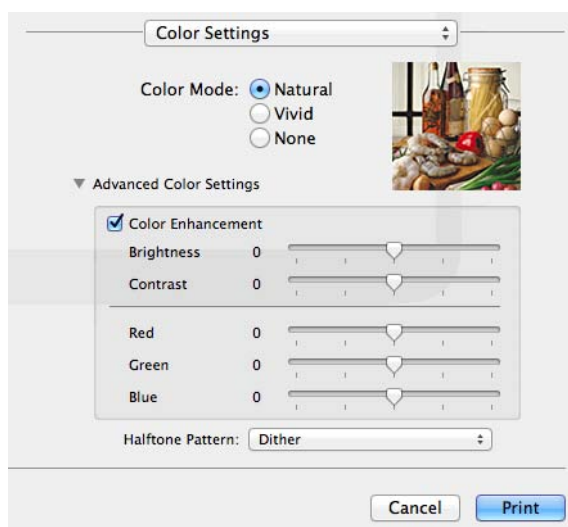 Color Settings
Color Mode: Natural
Vivid
None
Advanced Color Settings
Color Enhancement
Brightness 0
Contrast 0
Red 0
Green 0
Blue 0
Halftone Pattern: Dither
Cancel Print